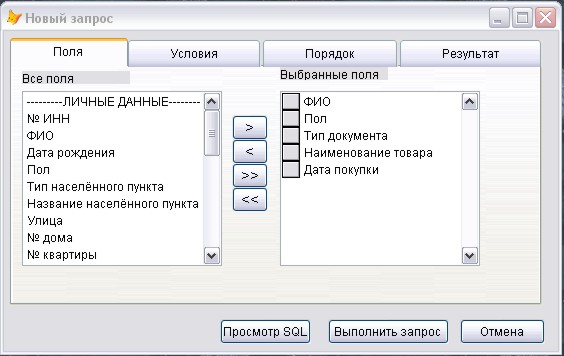 Новый запрос
Поля
Условия
Порядок
Результат
Все поля
Выбранные поля
---------ЛИЧНЫЕ ДАННЫЕ--------
№ ИНН
ФИО
Дата рождения
Пол
Тип населённого пункта
Название населённого пункта
Улица
№ дома
№ квартиры
>
<
>>
<<
ФИО
Пол
Тип документа
Наименование товара
Дата покупки
Просмотр SQL
Выполнить запрос
Отмена